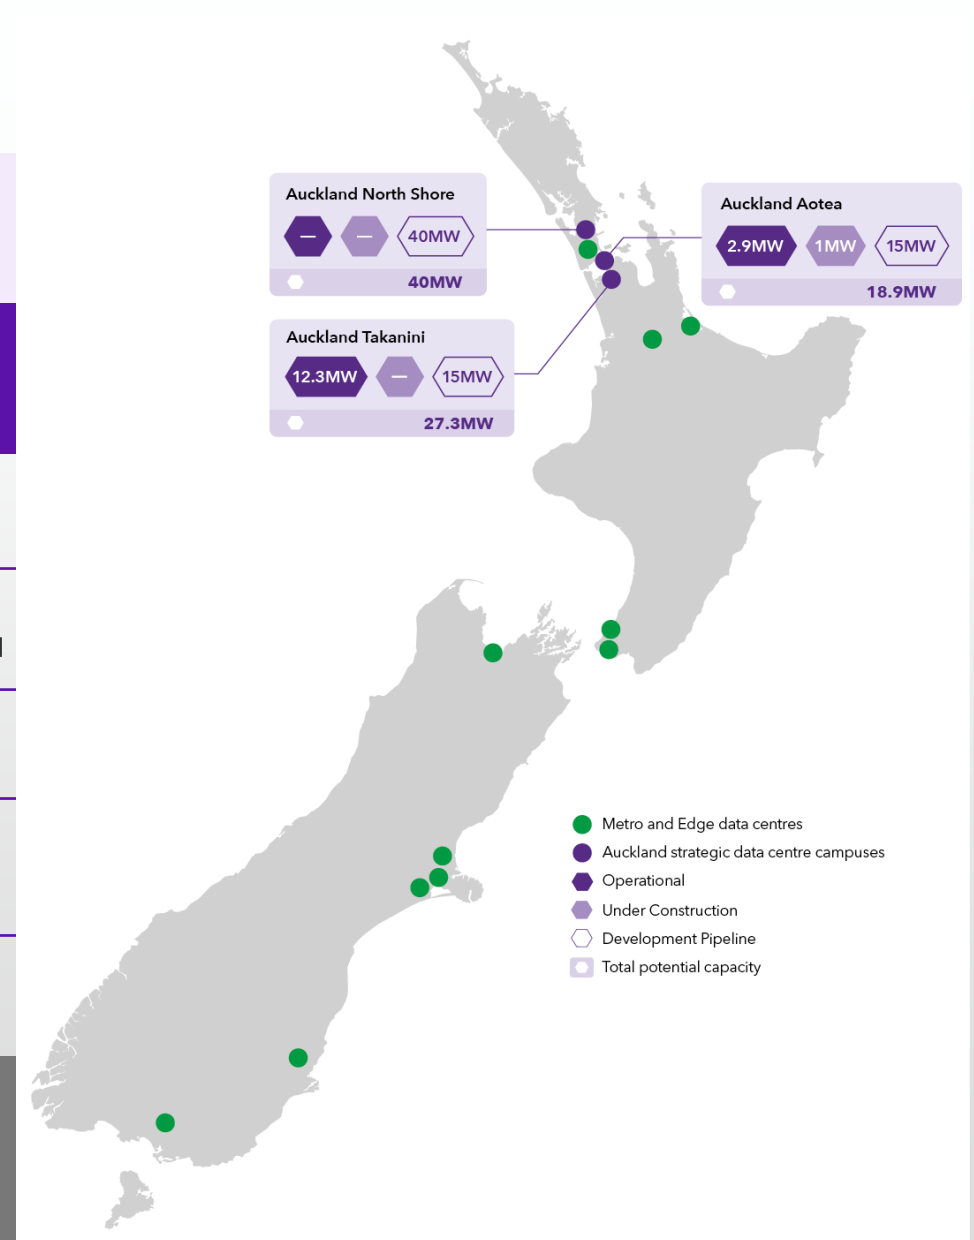 Auckland North Shore
— — 40MW
40MW
Auckland Aotea
2.9MW 1MW 15MW
18.9MW
Auckland Takanini
12.3MW — 15MW
27.3MW
Metro and Edge data centres
Auckland strategic data centre campuses
Operational
Under Construction
Development Pipeline
Total potential capacity